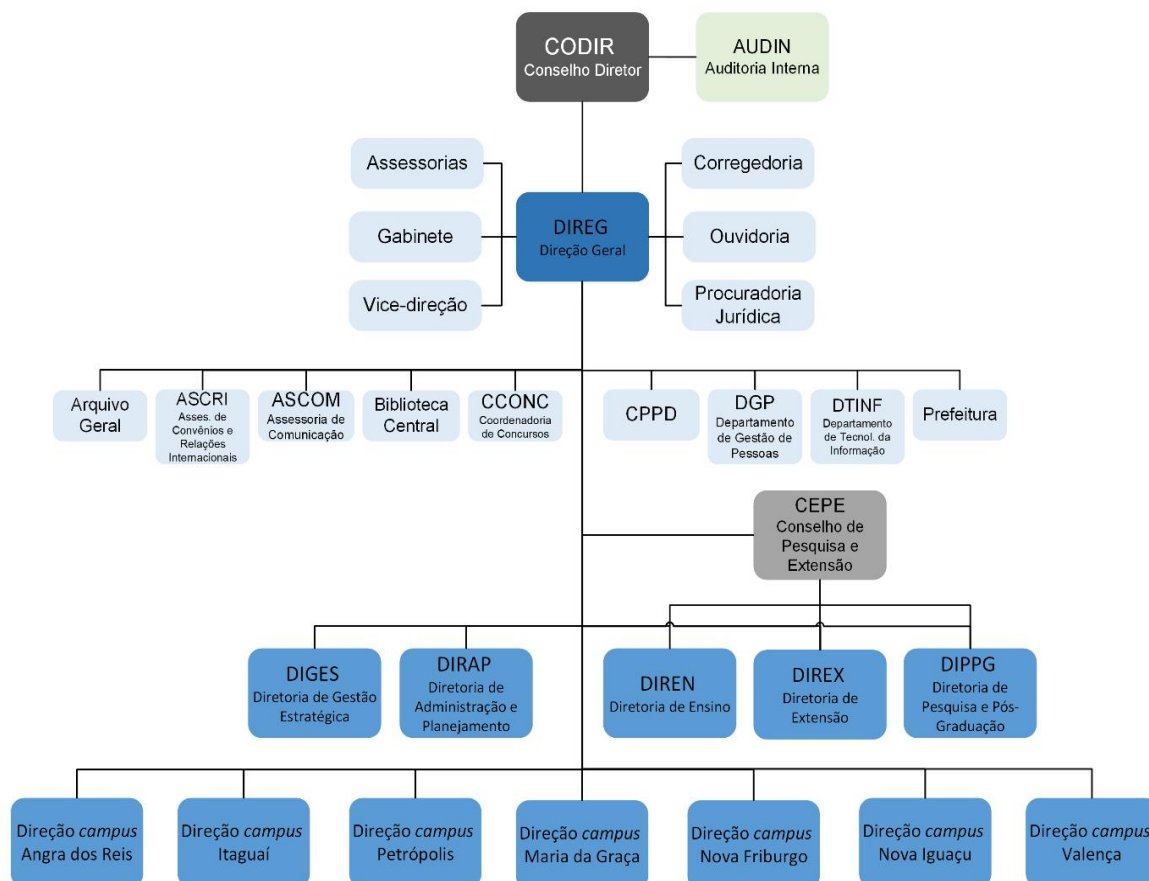 CODIR
Conselho Diretor
AUDIN
Auditoria Interna
Assessorias
Corregedoria
Gabinete
DIREG
Direção Geral
Ouvidoria
Vice-direção
Procuradoria
Jurídica
Arquivo
Geral
ASCRI
Asses. de
Convênios e
Relações
Internacionais
ASCOM
Assessoria de
Comunicação
Biblioteca
Central
CCONC
Coordenadoria
de Concursos
CPPD
DGP
Departamento
de Gestão de
Pessoas
DTINF
Departamento
de Tecnol. da
Informação
Prefeitura
CEPE
Conselho de
Pesquisa e
Extensão
DIGES
Diretoria de Gestão
Estratégica
DIRAP
Diretoria de
Administração e
Planejamento
DIREN
Diretoria de Ensino
DIREX
Diretoria de
Extensão
DIPPG
Diretoria de
Pesquisa e Pós-
Graduação
Direção campus
Angra dos Reis
Direção campus
Itaguaí
Direção campus
Petrópolis
Direção campus
Maria da Graça
Direção campus
Nova Friburgo
Direção campus
Nova Iguaçu
Direção campus
Valença